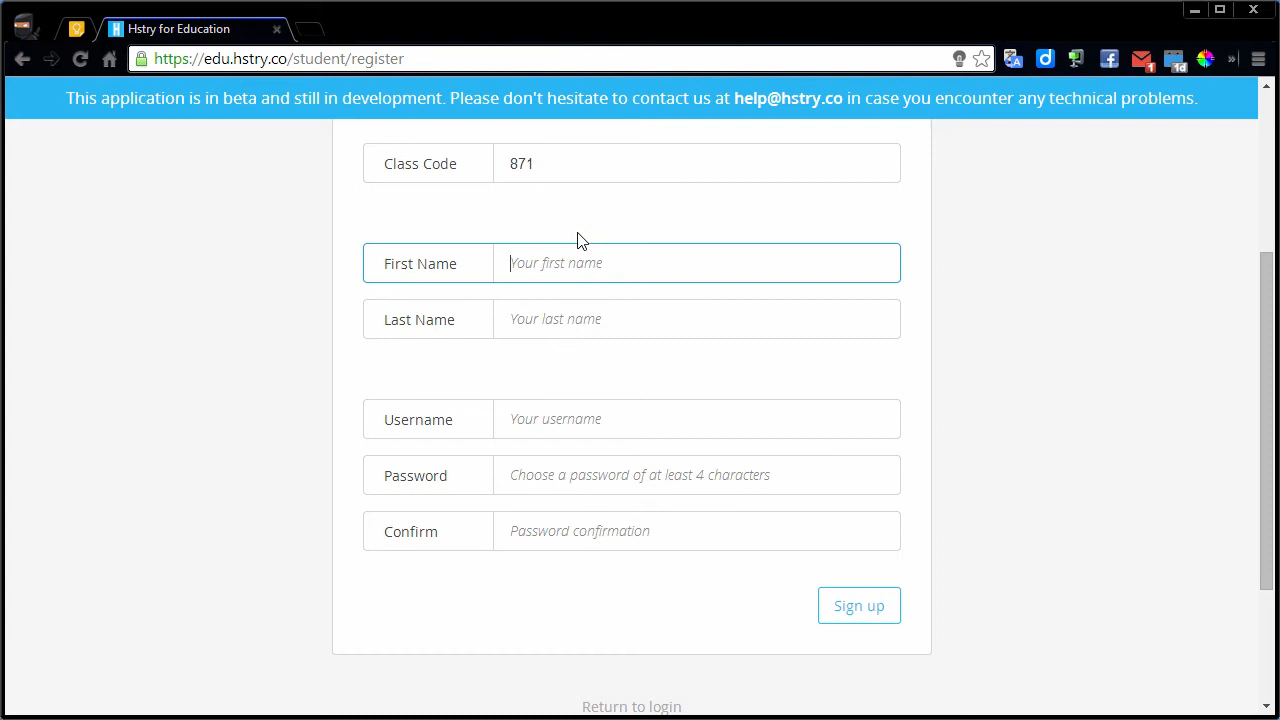 Hstry for Education
https://edu.hstry.co/student/register
1
1d
This application is in beta and still in development. Please don't hesitate to contact us at help@hstry.co in case you encounter any technical problems.
Class Code 871
First Name Your first name
Last Name Your last name
Username Your username
Password Choose a password of at least 4 characters
Confirm Password confirmation
Sign up
Return to login